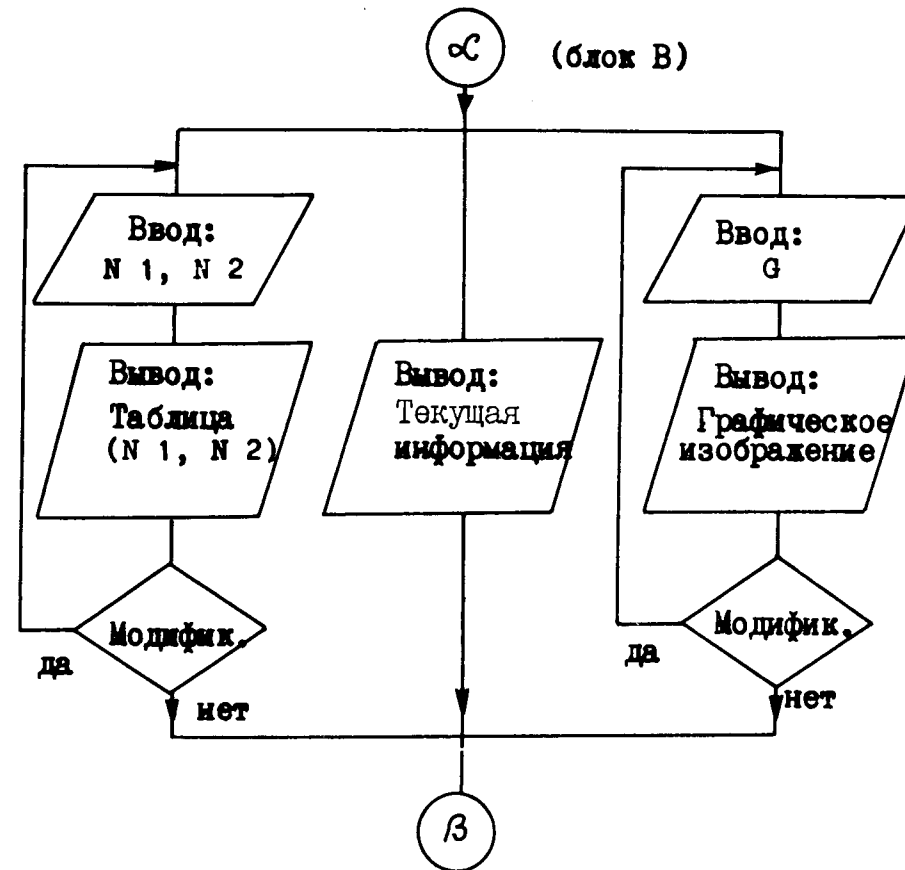 α
(блок В)
Ввод:
N 1, N 2
Вывод:
Таблица
(N 1, N 2)
Модифик.
да
нет
Вывод:
Текущая
информация
Ввод:
G
Вывод:
Графическое
изображение
Модифик.
да
нет
β